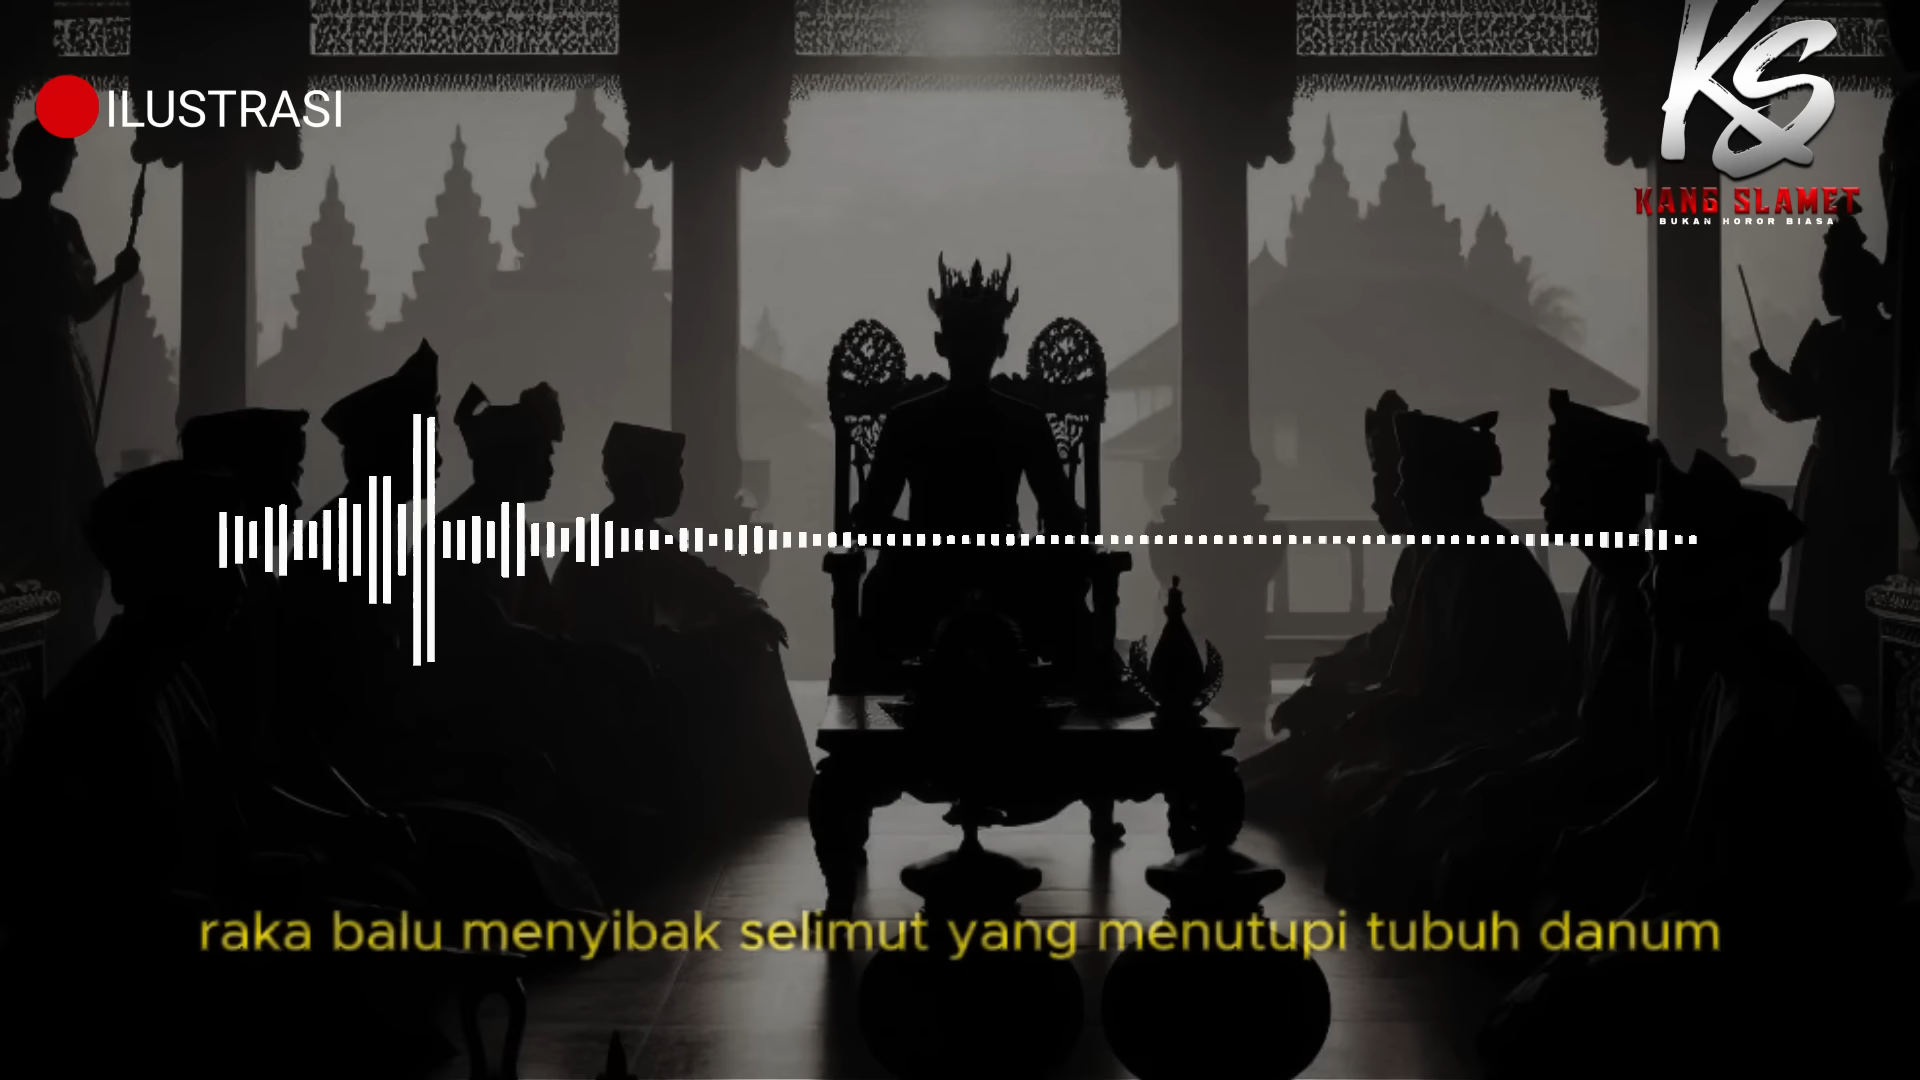 ILUSTRASI
KS
KANG SLAMET
BUKAN HOROR BIASA
raka balu menyibak selimut yang menutupi tubuh danum